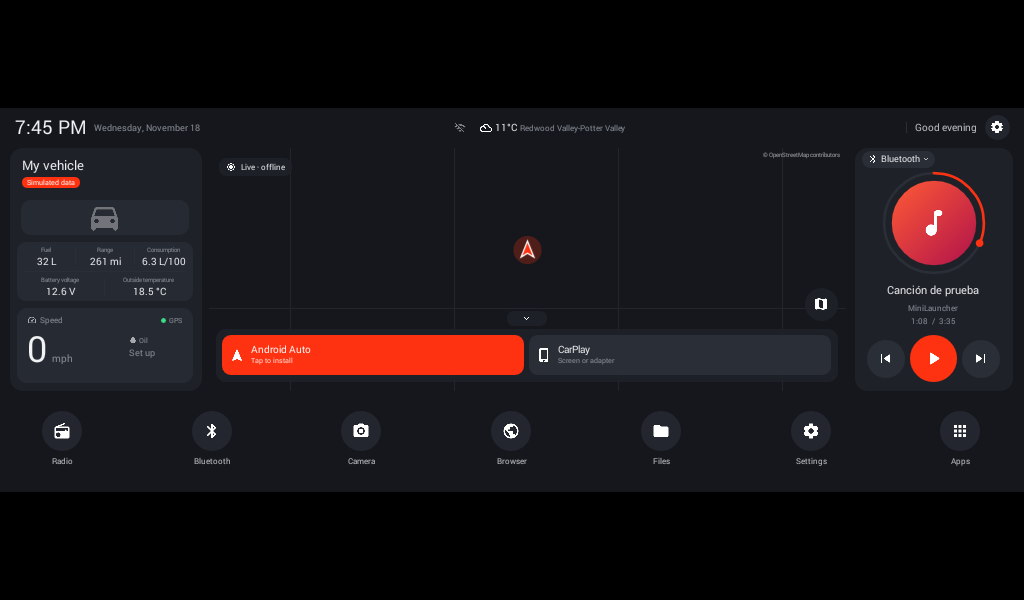 7:45 PM
Wednesday, November 18
11°C Redwood Valley-Potter Valley
Good evening
My vehicle
Simulated data
Fuel
32 L
Range
261 mi
Consumption
6.3 L/100
Battery voltage
12.6 V
Outside temperature
18.5 °C
Speed
GPS
0 mph
Oil
Set up
Live · offline
© OpenStreetMap contributors
Android Auto
Tap to install
CarPlay
Screen or adapter
Bluetooth
Canción de prueba
MiniLauncher
1:08 / 3:35
Radio
Bluetooth
Camera
Browser
Files
Settings
Apps